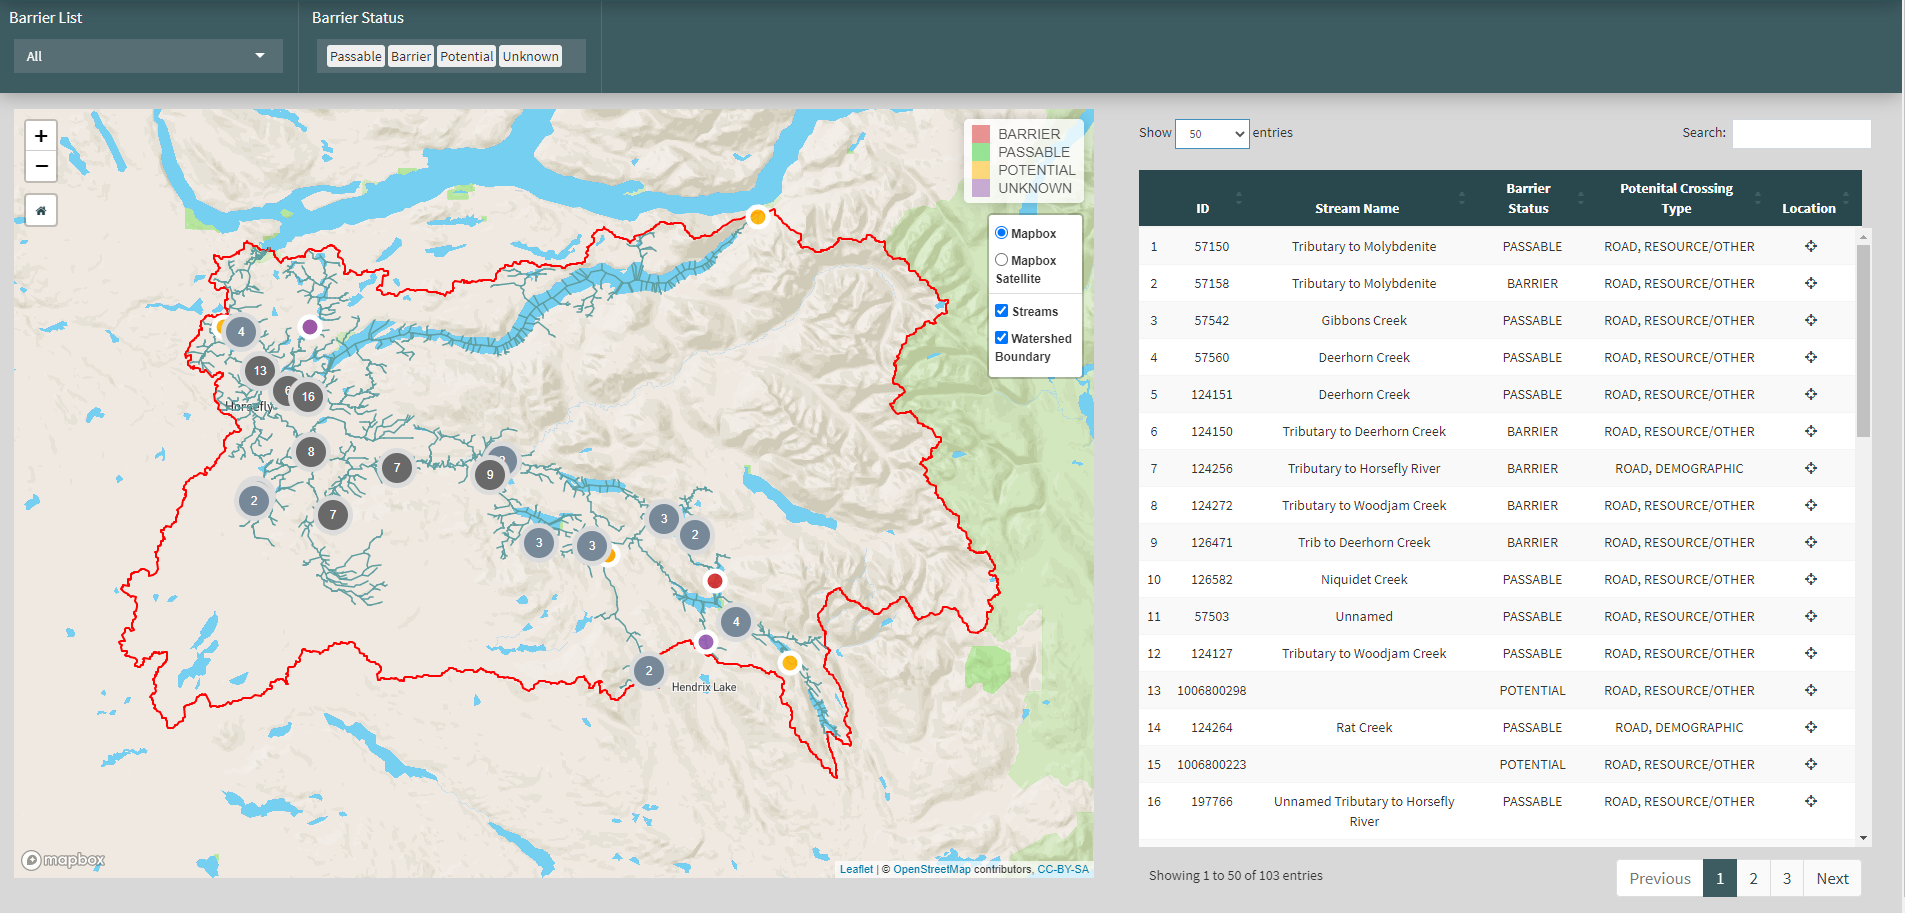 Barrier List
Barrier Status
All
Passable Barrier Potential Unknown
+
−
BARRIER
PASSABLE
POTENTIAL
UNKNOWN
Mapbox
Mapbox
Satellite
Streams
Watershed
Boundary
4
13
6
16
Horsefly
8
7
9
2
7
3
2
3
3
4
2
Hendrix Lake
mapbox
Leaflet | © OpenStreetMap contributors, CC-BY-SA
Show 50 entries
Search:
ID Stream Name Barrier Status Potenital Crossing Type Location
1 57150 Tributary to Molybdenite PASSABLE ROAD, RESOURCE/OTHER
2 57158 Tributary to Molybdenite BARRIER ROAD, RESOURCE/OTHER
3 57542 Gibbons Creek PASSABLE ROAD, RESOURCE/OTHER
4 57560 Deerhorn Creek PASSABLE ROAD, RESOURCE/OTHER
5 124151 Deerhorn Creek PASSABLE ROAD, RESOURCE/OTHER
6 124150 Tributary to Deerhorn Creek BARRIER ROAD, RESOURCE/OTHER
7 124256 Tributary to Horsefly River BARRIER ROAD, DEMOGRAPHIC
8 124272 Tributary to Woodjam Creek BARRIER ROAD, RESOURCE/OTHER
9 126471 Trib to Deerhorn Creek BARRIER ROAD, RESOURCE/OTHER
10 126582 Niquidet Creek PASSABLE ROAD, RESOURCE/OTHER
11 57503 Unnamed PASSABLE ROAD, RESOURCE/OTHER
12 124127 Tributary to Woodjam Creek PASSABLE ROAD, RESOURCE/OTHER
13 1006800298 POTENTIAL ROAD, RESOURCE/OTHER
14 124264 Rat Creek PASSABLE ROAD, DEMOGRAPHIC
15 1006800223 POTENTIAL ROAD, RESOURCE/OTHER
16 197766 Unnamed Tributary to Horsefly River PASSABLE ROAD, RESOURCE/OTHER
Showing 1 to 50 of 103 entries
Previous 1 2 3 Next